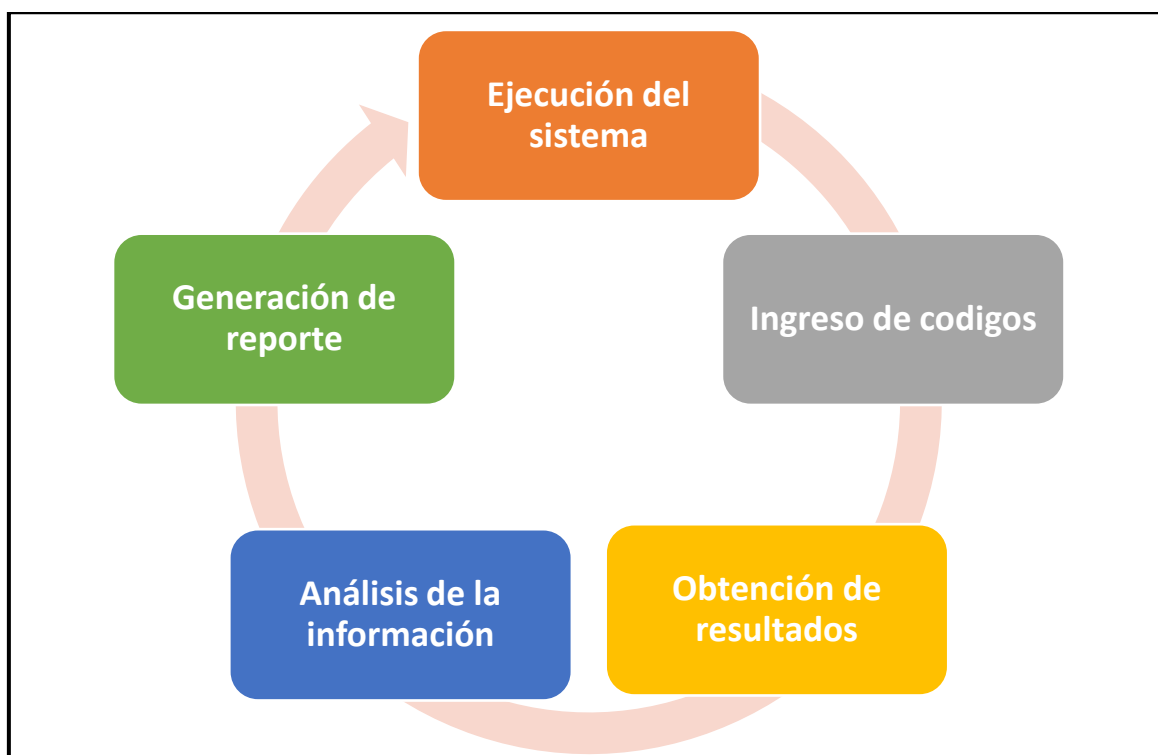 Ejecución del
sistema
Ingreso de codigos
Obtención de
resultados
Análisis de la
información
Generación de
reporte